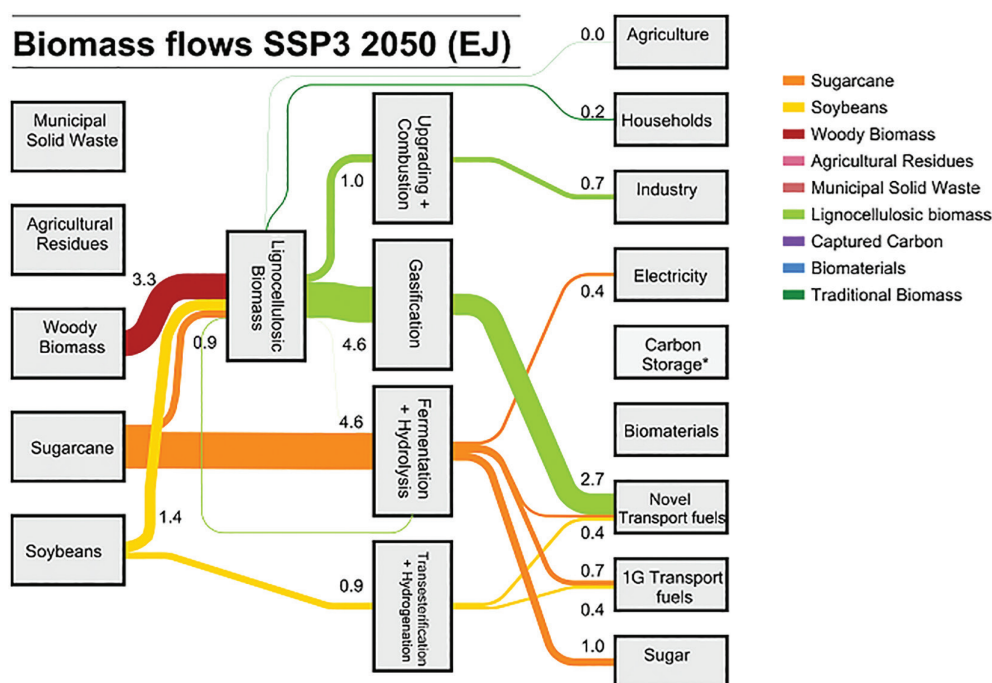 Biomass flows SSP3 2050 (EJ)
Municipal
Solid Waste
Agricultural
Residues
Woody
Biomass
Sugarcane
Soybeans
3.3
0.9
1.4
Lignocellulosic
Biomass
1.0
4.6
4.6
0.9
Upgrading +
Combustion
Gasification
Fermentation
+ Hydrolysis
Transesterification
+ Hydrogenation
0.0
0.2
0.7
0.4
2.7
0.4
0.7
0.4
1.0
Agriculture
Households
Industry
Electricity
Carbon
Storage*
Biomaterials
Novel
Transport fuels
1G Transport
fuels
Sugar
Sugarcane
Soybeans
Woody Biomass
Agricultural Residues
Municipal Solid Waste
Lignocellulosic biomass
Captured Carbon
Biomaterials
Traditional Biomass